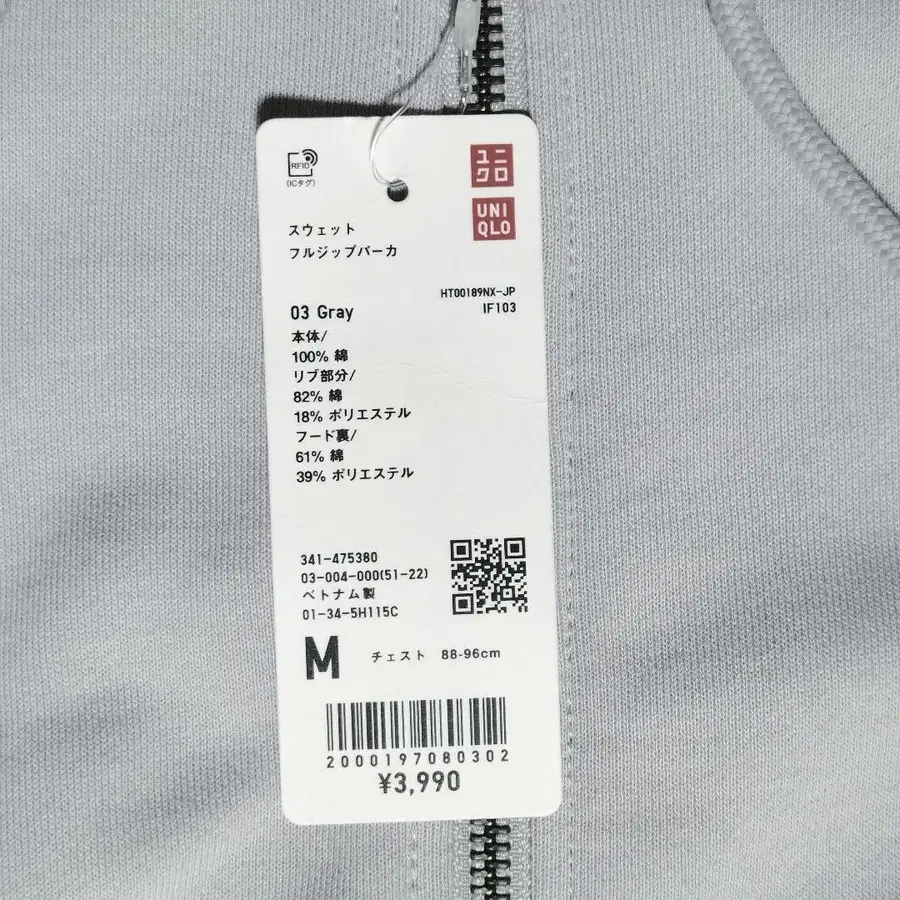 RFID
(ICタグ)
ユニ
クロ
UNI
QLO
スウェット
フルジップパーカ
HT00189NX-JP
IF103
03 Gray
本体/
100% 綿
リブ部分/
82% 綿
18% ポリエステル
フード裏/
61% 綿
39% ポリエステル
341-475380
03-004-000(51-22)
ベトナム製
01-34-5H115C
M チェスト 88-96cm
2000197080302
¥3,990